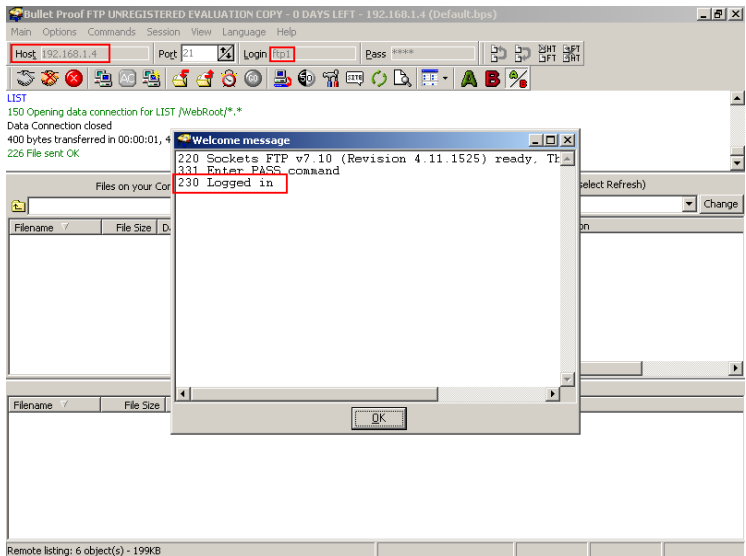 Bullet Proof FTP UNREGISTERED EVALUATION COPY - 0 DAYS LEFT - 192.168.1.4 (Default.bps)
Main Options Commands Session View Language Help
Host 192.168.1.4 Port 21 Login ftp1 Pass ****
LIST
150 Opening data connection for LIST /WebRoot/*.*
Data Connection closed
400 bytes transferred in 00:00:01, 4
226 File sent OK
Welcome message
220 Sockets FTP v7.10 (Revision 4.11.1525) ready, Th
331 Enter PASS command
230 Logged in
OK
Files on your Cor
select Refresh)
Change
Filename File Size D
on
Filename File Size
Remote listing: 6 object(s) - 199KB